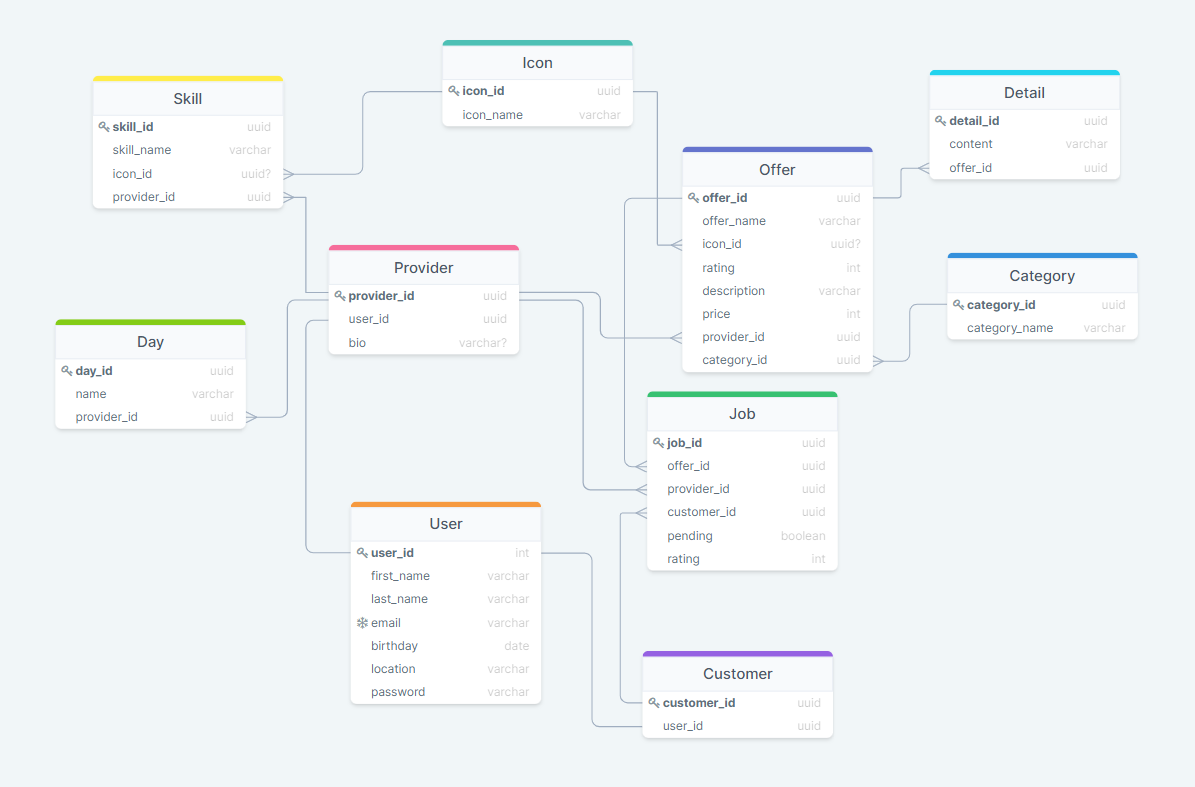 Icon
icon_id uuid
icon_name varchar
Skill
skill_id uuid
skill_name varchar
icon_id uuid?
provider_id uuid
Detail
detail_id uuid
content varchar
offer_id uuid
Offer
offer_id uuid
offer_name varchar
icon_id uuid?
rating int
description varchar
price int
provider_id uuid
category_id uuid
Provider
provider_id uuid
user_id uuid
bio varchar?
Category
category_id uuid
category_name varchar
Day
day_id uuid
name varchar
provider_id uuid
Job
job_id uuid
offer_id uuid
provider_id uuid
customer_id uuid
pending boolean
rating int
User
user_id int
first_name varchar
last_name varchar
email varchar
birthday date
location varchar
password varchar
Customer
customer_id uuid
user_id uuid